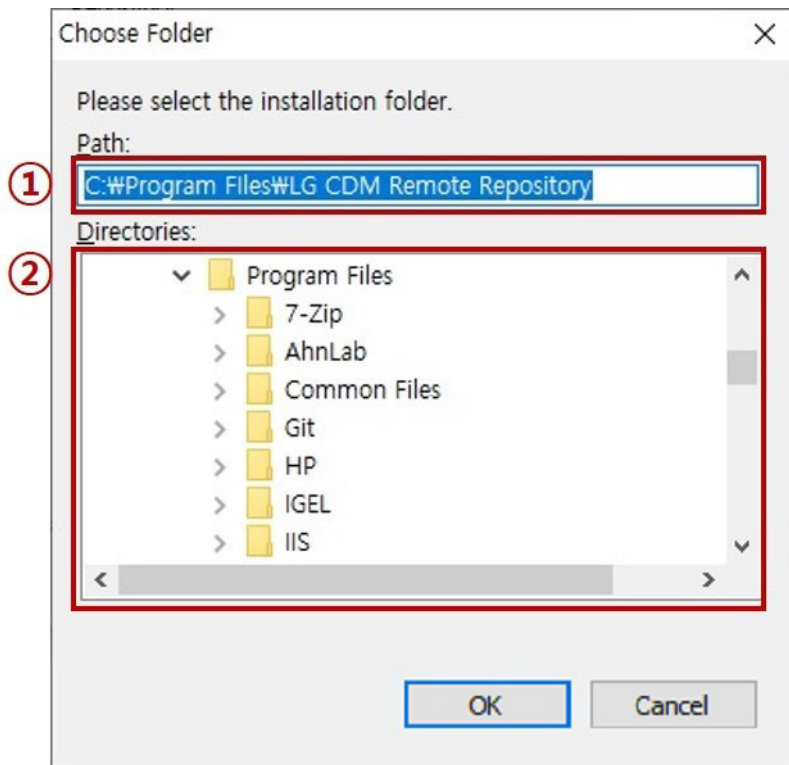 Choose Folder
Please select the installation folder.
Path:
① C:₩Program FIles₩LG CDM Remote Repository
Directories:
② Program Files
7-Zip
AhnLab
Common Files
Git
HP
IGEL
IIS
OK Cancel